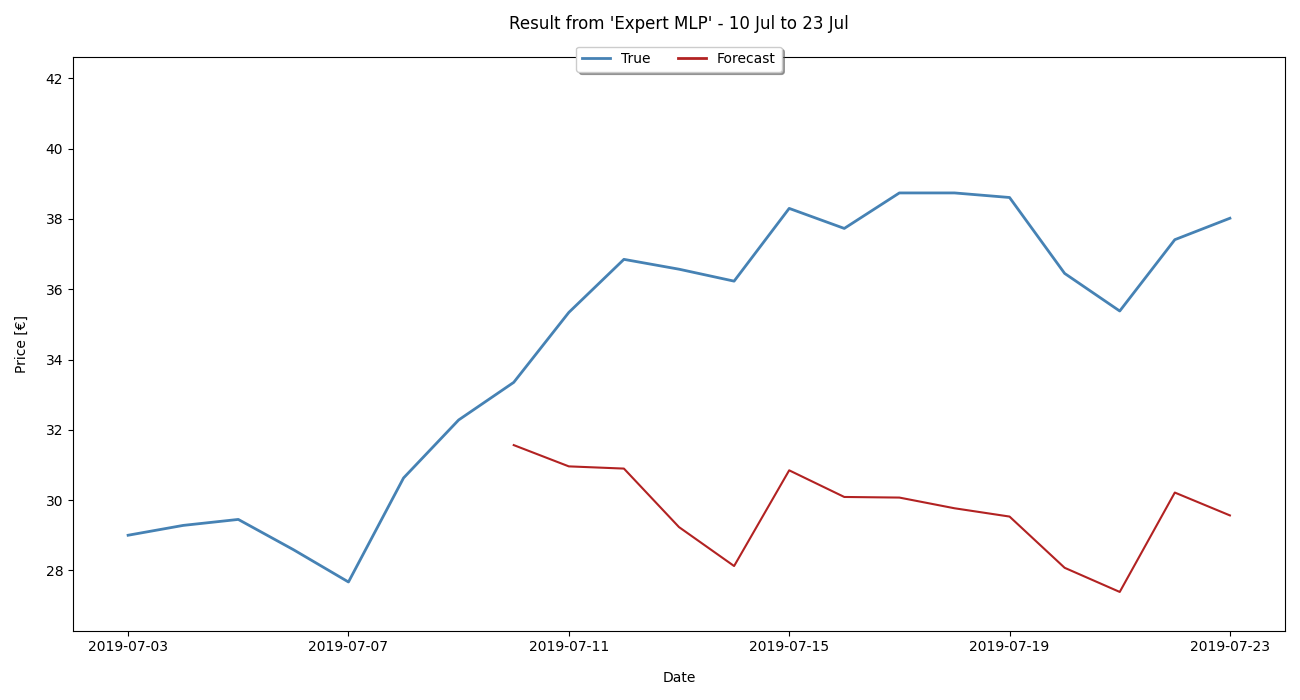 Result from 'Expert MLP' - 10 Jul to 23 Jul
True Forecast
42
40
38
36
34
32
30
28
Price [€]
2019-07-03 2019-07-07 2019-07-11 2019-07-15 2019-07-19 2019-07-23
Date